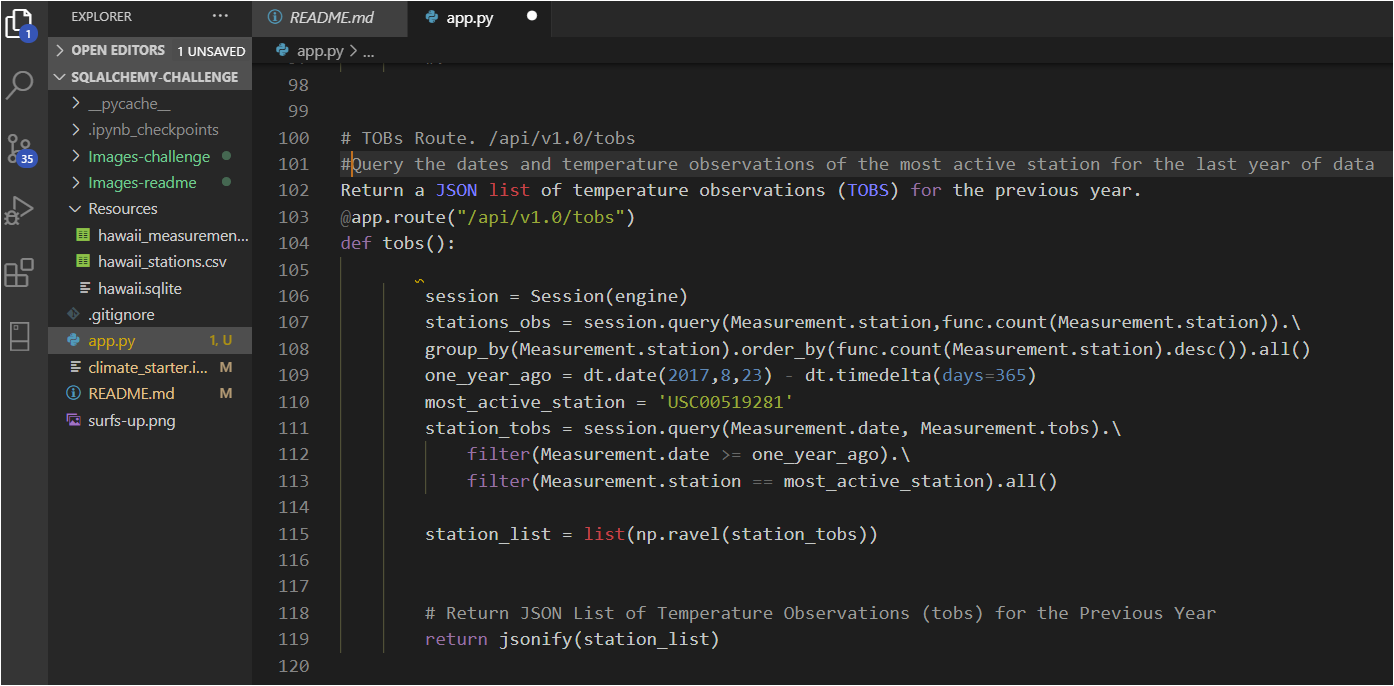 EXPLORER
···
README.md
app.py
OPEN EDITORS 1 UNSAVED
app.py > ...
SQLALCHEMY-CHALLENGE
__pycache__
.ipynb_checkpoints
Images-challenge
Images-readme
Resources
hawaii_measuremen...
hawaii_stations.csv
hawaii.sqlite
.gitignore
app.py 1, U
climate_starter.i... M
README.md M
surfs-up.png
1
35
98
99
100 # TOBs Route. /api/v1.0/tobs
101 #Query the dates and temperature observations of the most active station for the last year of data
102 Return a JSON list of temperature observations (TOBS) for the previous year.
103 @app.route("/api/v1.0/tobs")
104 def tobs():
105
106 session = Session(engine)
107 stations_obs = session.query(Measurement.station,func.count(Measurement.station)).\
108 group_by(Measurement.station).order_by(func.count(Measurement.station).desc()).all()
109 one_year_ago = dt.date(2017,8,23) - dt.timedelta(days=365)
110 most_active_station = 'USC00519281'
111 station_tobs = session.query(Measurement.date, Measurement.tobs).\
112 filter(Measurement.date >= one_year_ago).\
113 filter(Measurement.station == most_active_station).all()
114
115 station_list = list(np.ravel(station_tobs))
116
117
118 # Return JSON List of Temperature Observations (tobs) for the Previous Year
119 return jsonify(station_list)
120